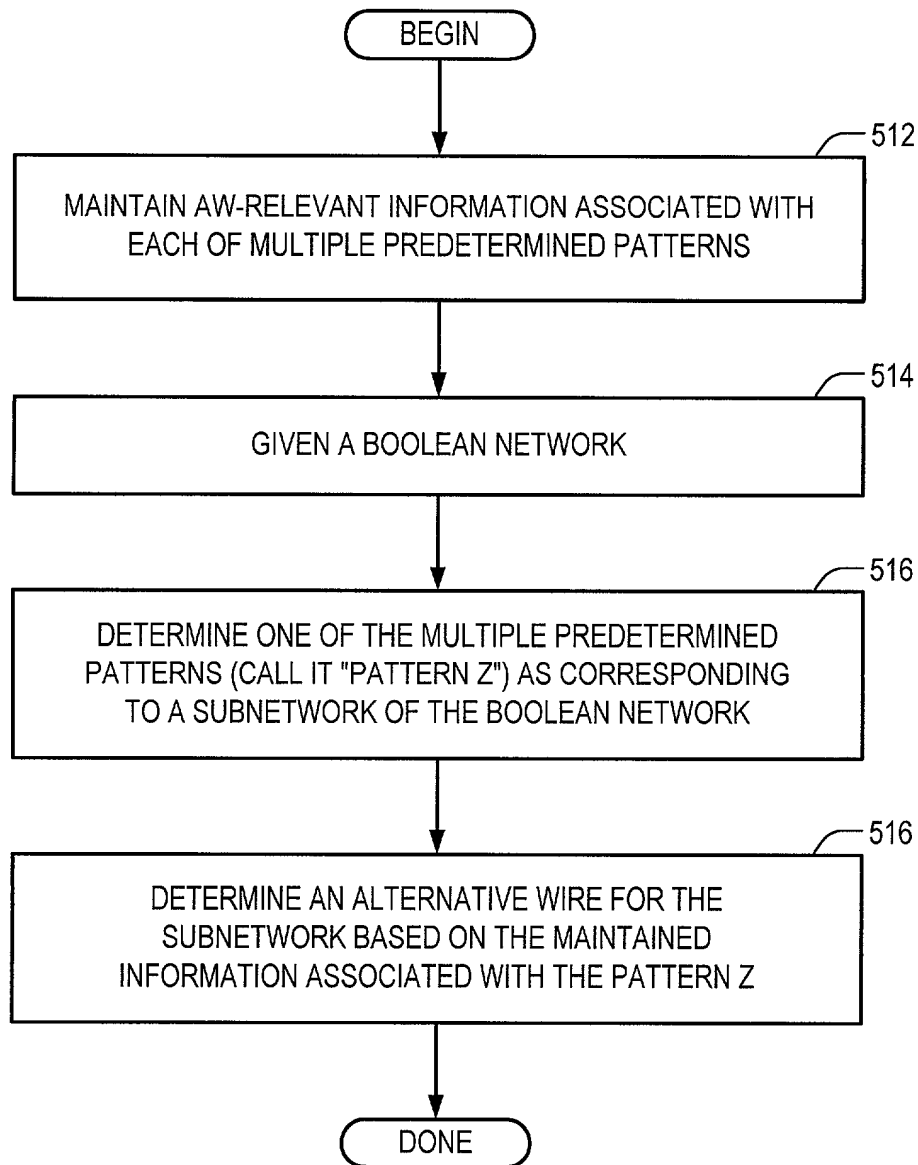 BEGIN
512
MAINTAIN AW-RELEVANT INFORMATION ASSOCIATED WITH
EACH OF MULTIPLE PREDETERMINED PATTERNS
514
GIVEN A BOOLEAN NETWORK
516
DETERMINE ONE OF THE MULTIPLE PREDETERMINED
PATTERNS (CALL IT "PATTERN Z") AS CORRESPONDING
TO A SUBNETWORK OF THE BOOLEAN NETWORK
516
DETERMINE AN ALTERNATIVE WIRE FOR THE
SUBNETWORK BASED ON THE MAINTAINED
INFORMATION ASSOCIATED WITH THE PATTERN Z
DONE